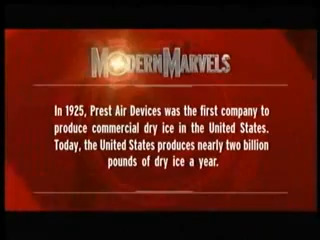 MODERN MARVELS
In 1925, Prest Air Devices was the first company to
produce commercial dry ice in the United States.
Today, the United States produces nearly two billion
pounds of dry ice a year.